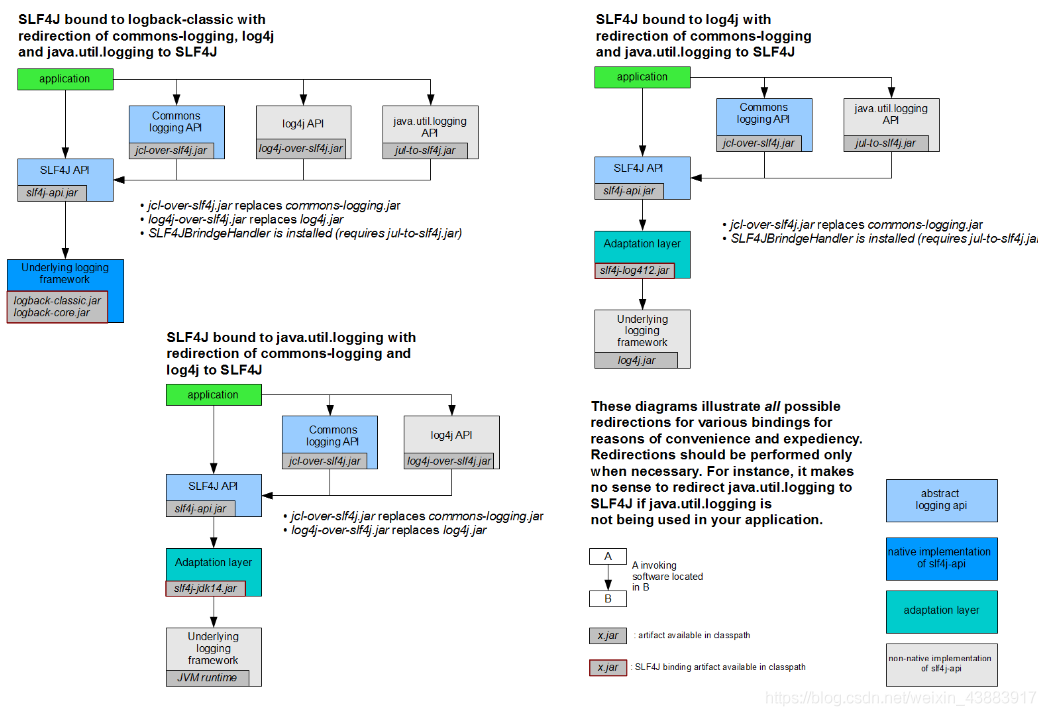 SLF4J bound to logback-classic with
redirection of commons-logging, log4j
and java.util.logging to SLF4J
application
Commons
logging API
jcl-over-slf4j.jar
log4j API
log4j-over-slf4j.jar
java.util.logging
API
jul-to-slf4j.jar
SLF4J API
slf4j-api.jar
• jcl-over-slf4j.jar replaces commons-logging.jar
• log4j-over-slf4j.jar replaces log4j.jar
• SLF4JBrindgeHandler is installed (requires jul-to-slf4j.jar)
Underlying logging
framework
logback-classic.jar
logback-core.jar
SLF4J bound to log4j with
redirection of commons-logging
and java.util.logging to SLF4J
application
Commons
logging API
jcl-over-slf4j.jar
java.util.logging
API
jul-to-slf4j.jar
SLF4J API
slf4j-api.jar
• jcl-over-slf4j.jar replaces commons-logging.jar
• SLF4JBrindgeHandler is installed (requires jul-to-slf4j.jar
Adaptation layer
slf4j-log412.jar
Underlying
logging
framework
log4j.jar
SLF4J bound to java.util.logging with
redirection of commons-logging and
log4j to SLF4J
application
Commons
logging API
jcl-over-slf4j.jar
log4j API
log4j-over-slf4j.jar
SLF4J API
slf4j-api.jar
• jcl-over-slf4j.jar replaces commons-logging.jar
• log4j-over-slf4j.jar replaces log4j.jar
Adaptation layer
slf4j-jdk14.jar
Underlying
logging
framework
JVM runtime
These diagrams illustrate all possible
redirections for various bindings for
reasons of convenience and expediency.
Redirections should be performed only
when necessary. For instance, it makes
no sense to redirect java.util.logging to
SLF4J if java.util.logging is
not being used in your application.
A
A invoking
software located
in B
B
x.jar : artifact available in classpath
x.jar : SLF4J binding artifact available in classpath
abstract
logging api
native implementation
of slf4j-api
adaptation layer
non-native implementation
of slf4j-api
https://blog.csdn.net/weixin_43883917